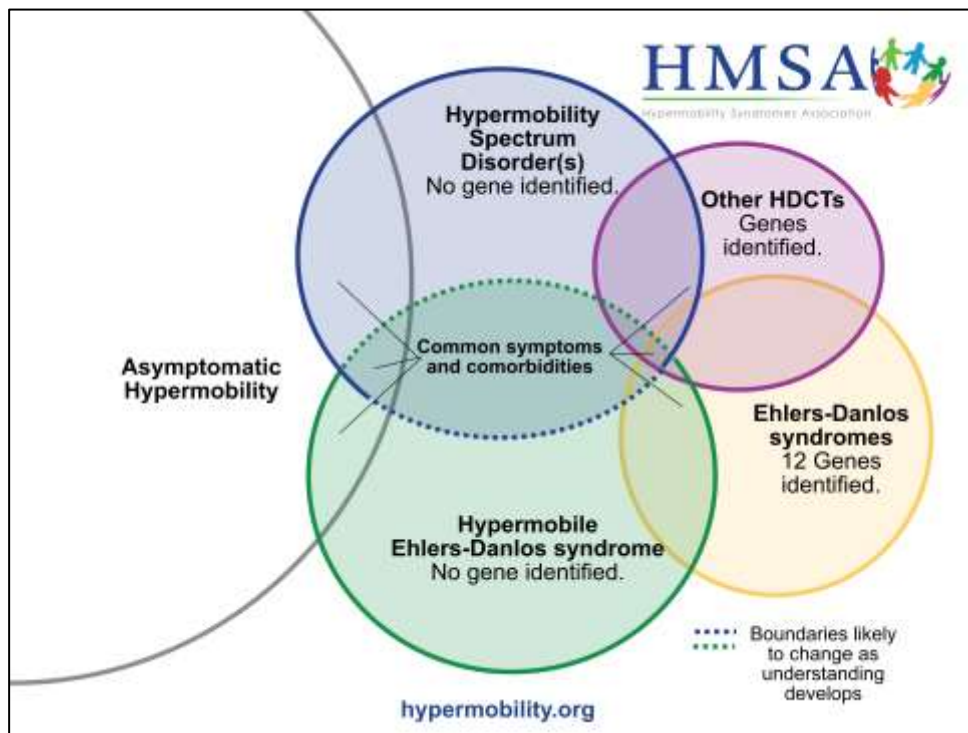 HMSA
Hypermobility Syndromes Association
Hypermobility
Spectrum
Disorder(s)
No gene identified.
Other HDCTs
Genes
identified.
Common symptoms
and comorbidities
Asymptomatic
Hypermobility
Ehlers-Danlos
syndromes
12 Genes
identified.
Hypermobile
Ehlers-Danlos syndrome
No gene identified.
Boundaries likely
to change as
understanding
develops
hypermobility.org